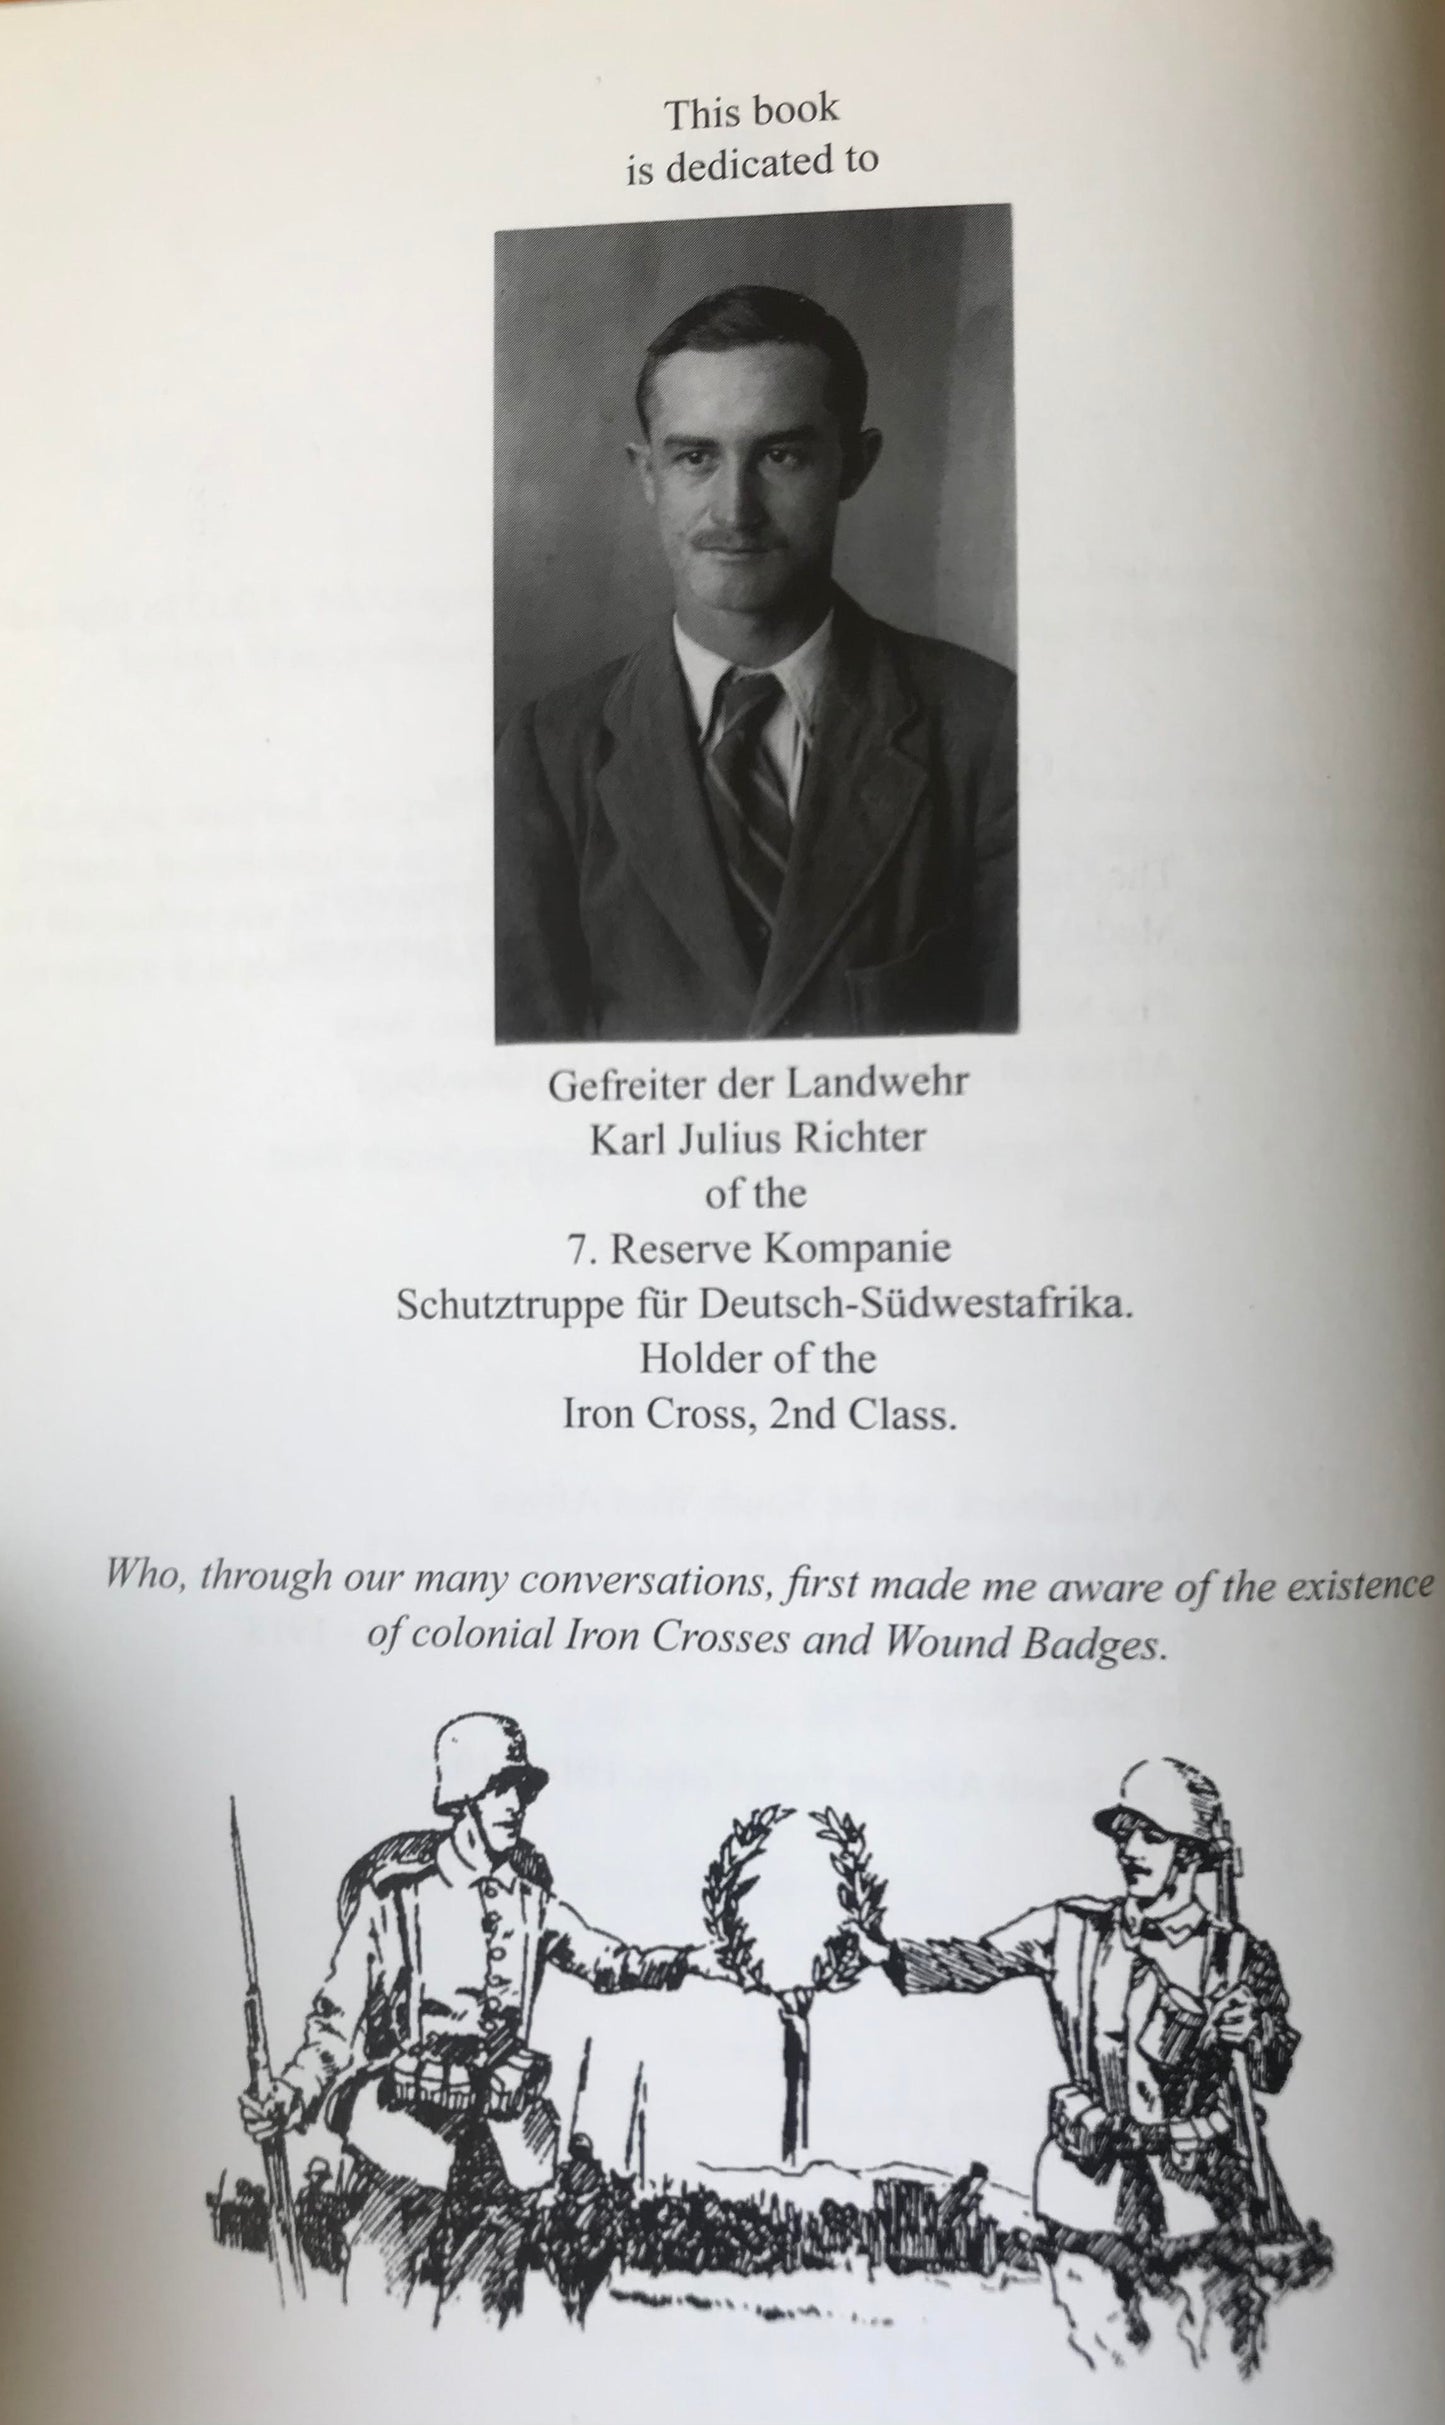 This book
is dedicated to
Gefreiter der Landwehr
Karl Julius Richter
of the
7. Reserve Kompanie
Schutztruppe für Deutsch-Südwestafrika.
Holder of the
Iron Cross, 2nd Class.
Who, through our many conversations, first made me aware of the existence
of colonial Iron Crosses and Wound Badges.